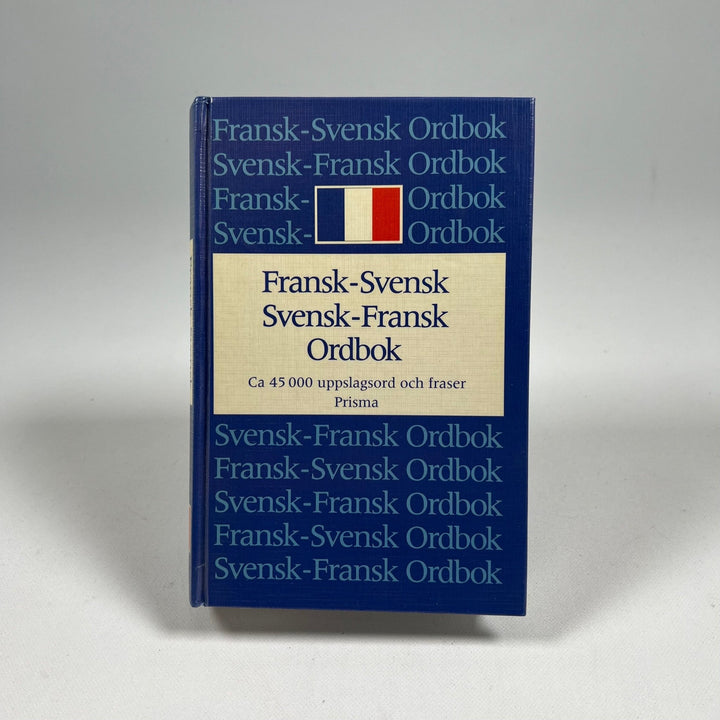 Fransk-Svensk Ordbok
Svensk-Fransk Ordbok
Fransk- Ordbok
Svensk- Ordbok
Fransk-Svensk
Svensk-Fransk
Ordbok
Ca 45 000 uppslagsord och fraser
Prisma
Svensk-Fransk Ordbok
Fransk-Svensk Ordbok
Svensk-Fransk Ordbok
Fransk-Svensk Ordbok
Svensk-Fransk Ordbok